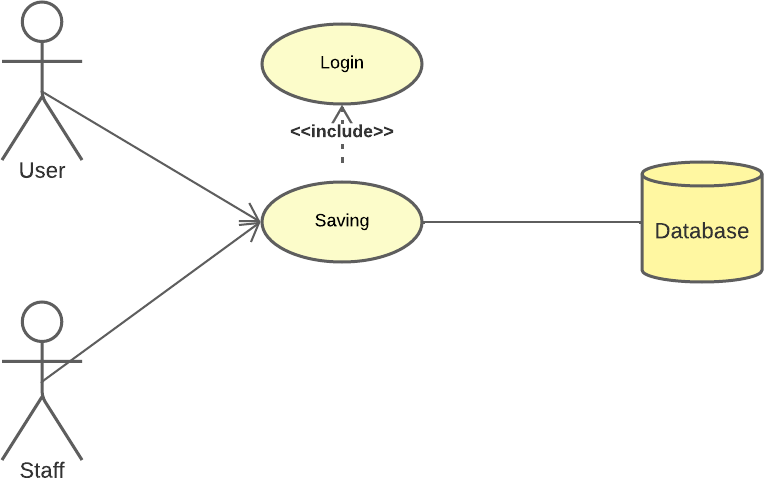 Login
<<include>>
User
Saving
Database
Staff